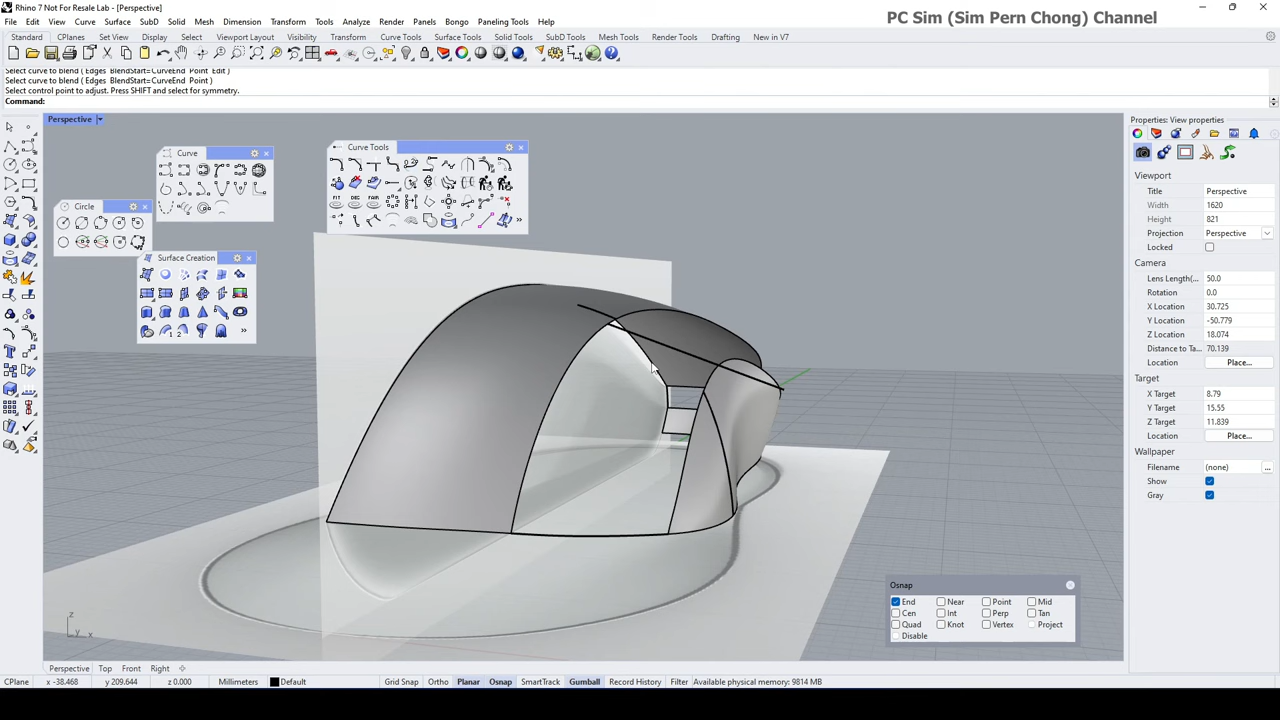 Rhino 7 Not For Resale Lab - [Perspective]
PC Sim (Sim Pern Chong) Channel
File Edit View Curve Surface SubD Solid Mesh Dimension Transform Tools Analyze Render Panels Bongo Paneling Tools Help
Standard CPlanes Set View Display Select Viewport Layout Visibility Transform Curve Tools Surface Tools Solid Tools SubD Tools Mesh Tools Render Tools Drafting New in V7
Select curve to blend ( Edges BlendStart=CurveEnd Point Edit )
Select curve to blend ( Edges BlendStart=CurveEnd Point )
Select control point to adjust. Press SHIFT and select for symmetry.
Command:
Perspective
Curve
Curve Tools
FIT DEG FAIR
Circle
Surface Creation
1 2
Properties: View properties
Viewport
Title Perspective
Width 1620
Height 821
Projection Perspective
Locked
Camera
Lens Length(... 50.0
Rotation 0.0
X Location 30.725
Y Location -50.779
Z Location 18.074
Distance to Ta... 70.139
Location Place...
Target
X Target 8.79
Y Target 15.55
Z Target 11.839
Location Place...
Wallpaper
Filename (none) ...
Show
Gray
Osnap
End Near Point Mid
Cen Int Perp Tan
Quad Knot Vertex Project
Disable
z
y x
Perspective Top Front Right
CPlane x -38.468 y 209.644 z 0.000 Millimeters Default Grid Snap Ortho Planar Osnap SmartTrack Gumball Record History Filter Available physical memory: 9814 MB